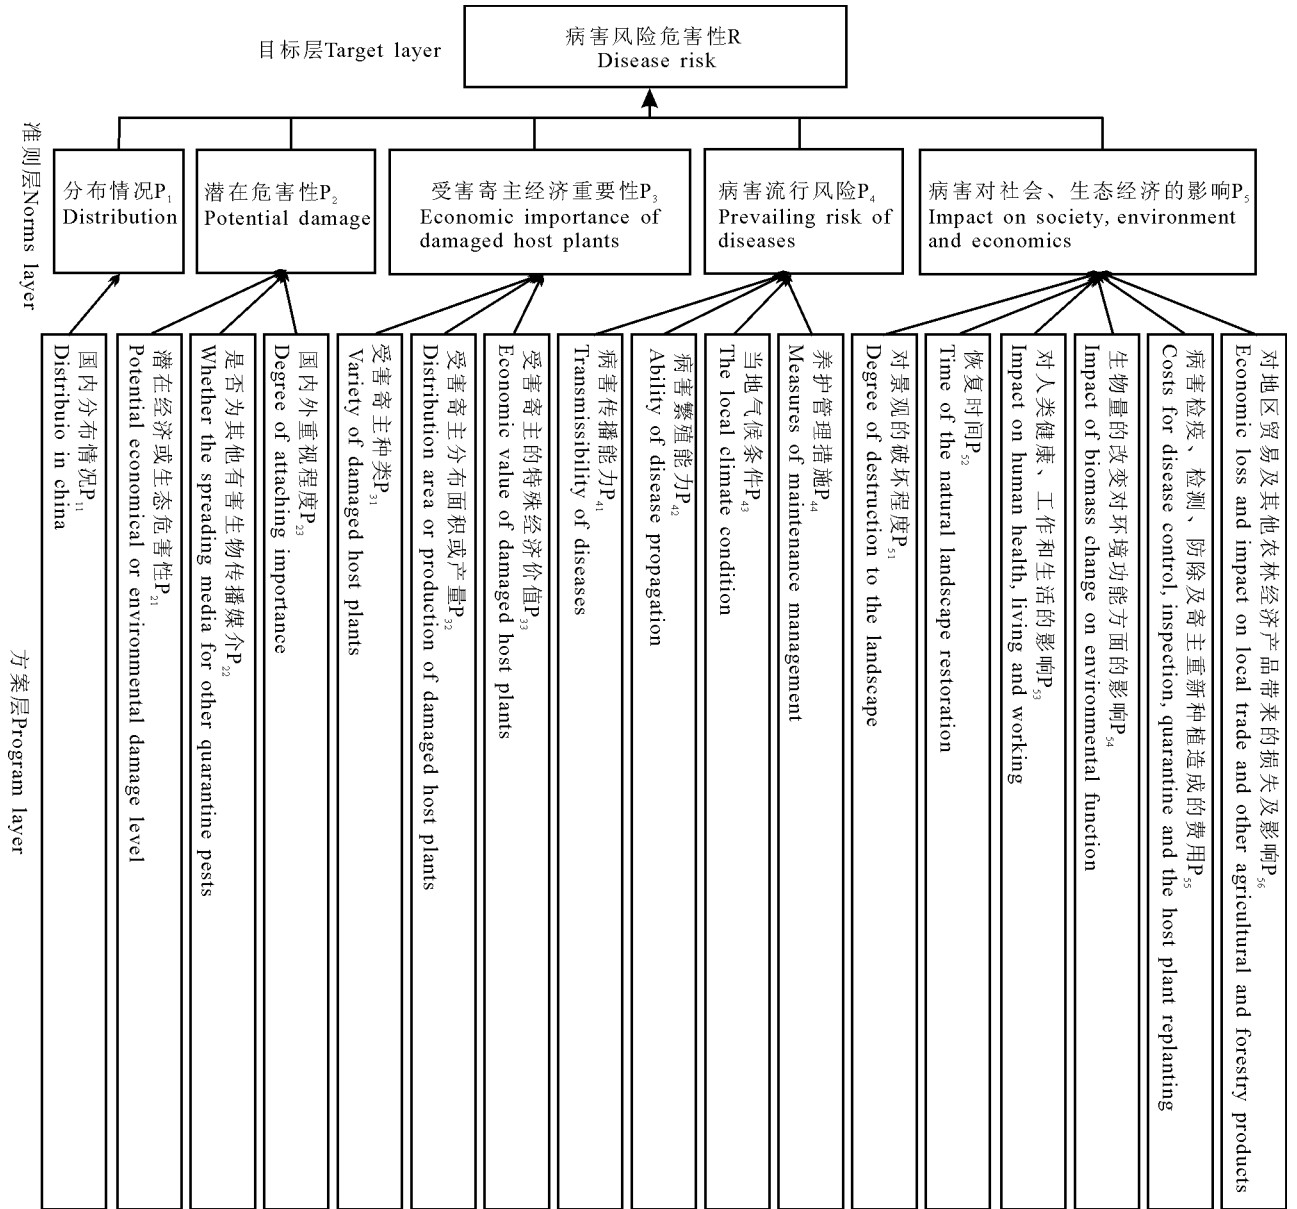 目标层Target layer
病害风险危害性R
Disease risk
准则层Norms layer
分布情况P₁
Distribution
潜在危害性P₂
Potential damage
受害寄主经济重要性P₃
Economic importance of
damaged host plants
病害流行风险P₄
Prevailing risk of
diseases
病害对社会、生态经济的影响P₅
Impact on society, environment
and economics
方案层Program layer
国内分布情况P₁₁
Distribuio in china
潜在经济或生态危害性P₂₁
Potential economical or environmental damage level
是否为其他有害生物传播媒介P₂₂
Whether the spreading media for other quarantine pests
国内外重视程度P₂₃
Degree of attaching importance
受害寄主种类P₃₁
Variety of damaged host plants
受害寄主分布面积或产量P₃₂
Distribution area or production of damaged host plants
受害寄主的特殊经济价值P₃₃
Economic value of damaged host plants
病害传播能力P₄₁
Transmissibility of diseases
病害繁殖能力P₄₂
Ability of disease propagation
当地气候条件P₄₃
The local climate condition
养护管理措施P₄₄
Measures of maintenance management
对景观的破坏程度P₅₁
Degree of destruction to the landscape
恢复时间P₅₂
Time of the natural landscape restoration
对人类健康、工作和生活的影响P₅₃
Impact on human health, living and working
生物量的改变对环境功能方面的影响P₅₄
Impact of biomass change on environmental function
病害检疫、检测、防除及寄主重新种植造成的费用P₅₅
Costs for disease control, inspection, quarantine and the host plant replanting
对地区贸易及其他农林经济产品带来的损失及影响P₅₆
Economic loss and impact on local trade and other agricultural and forestry products